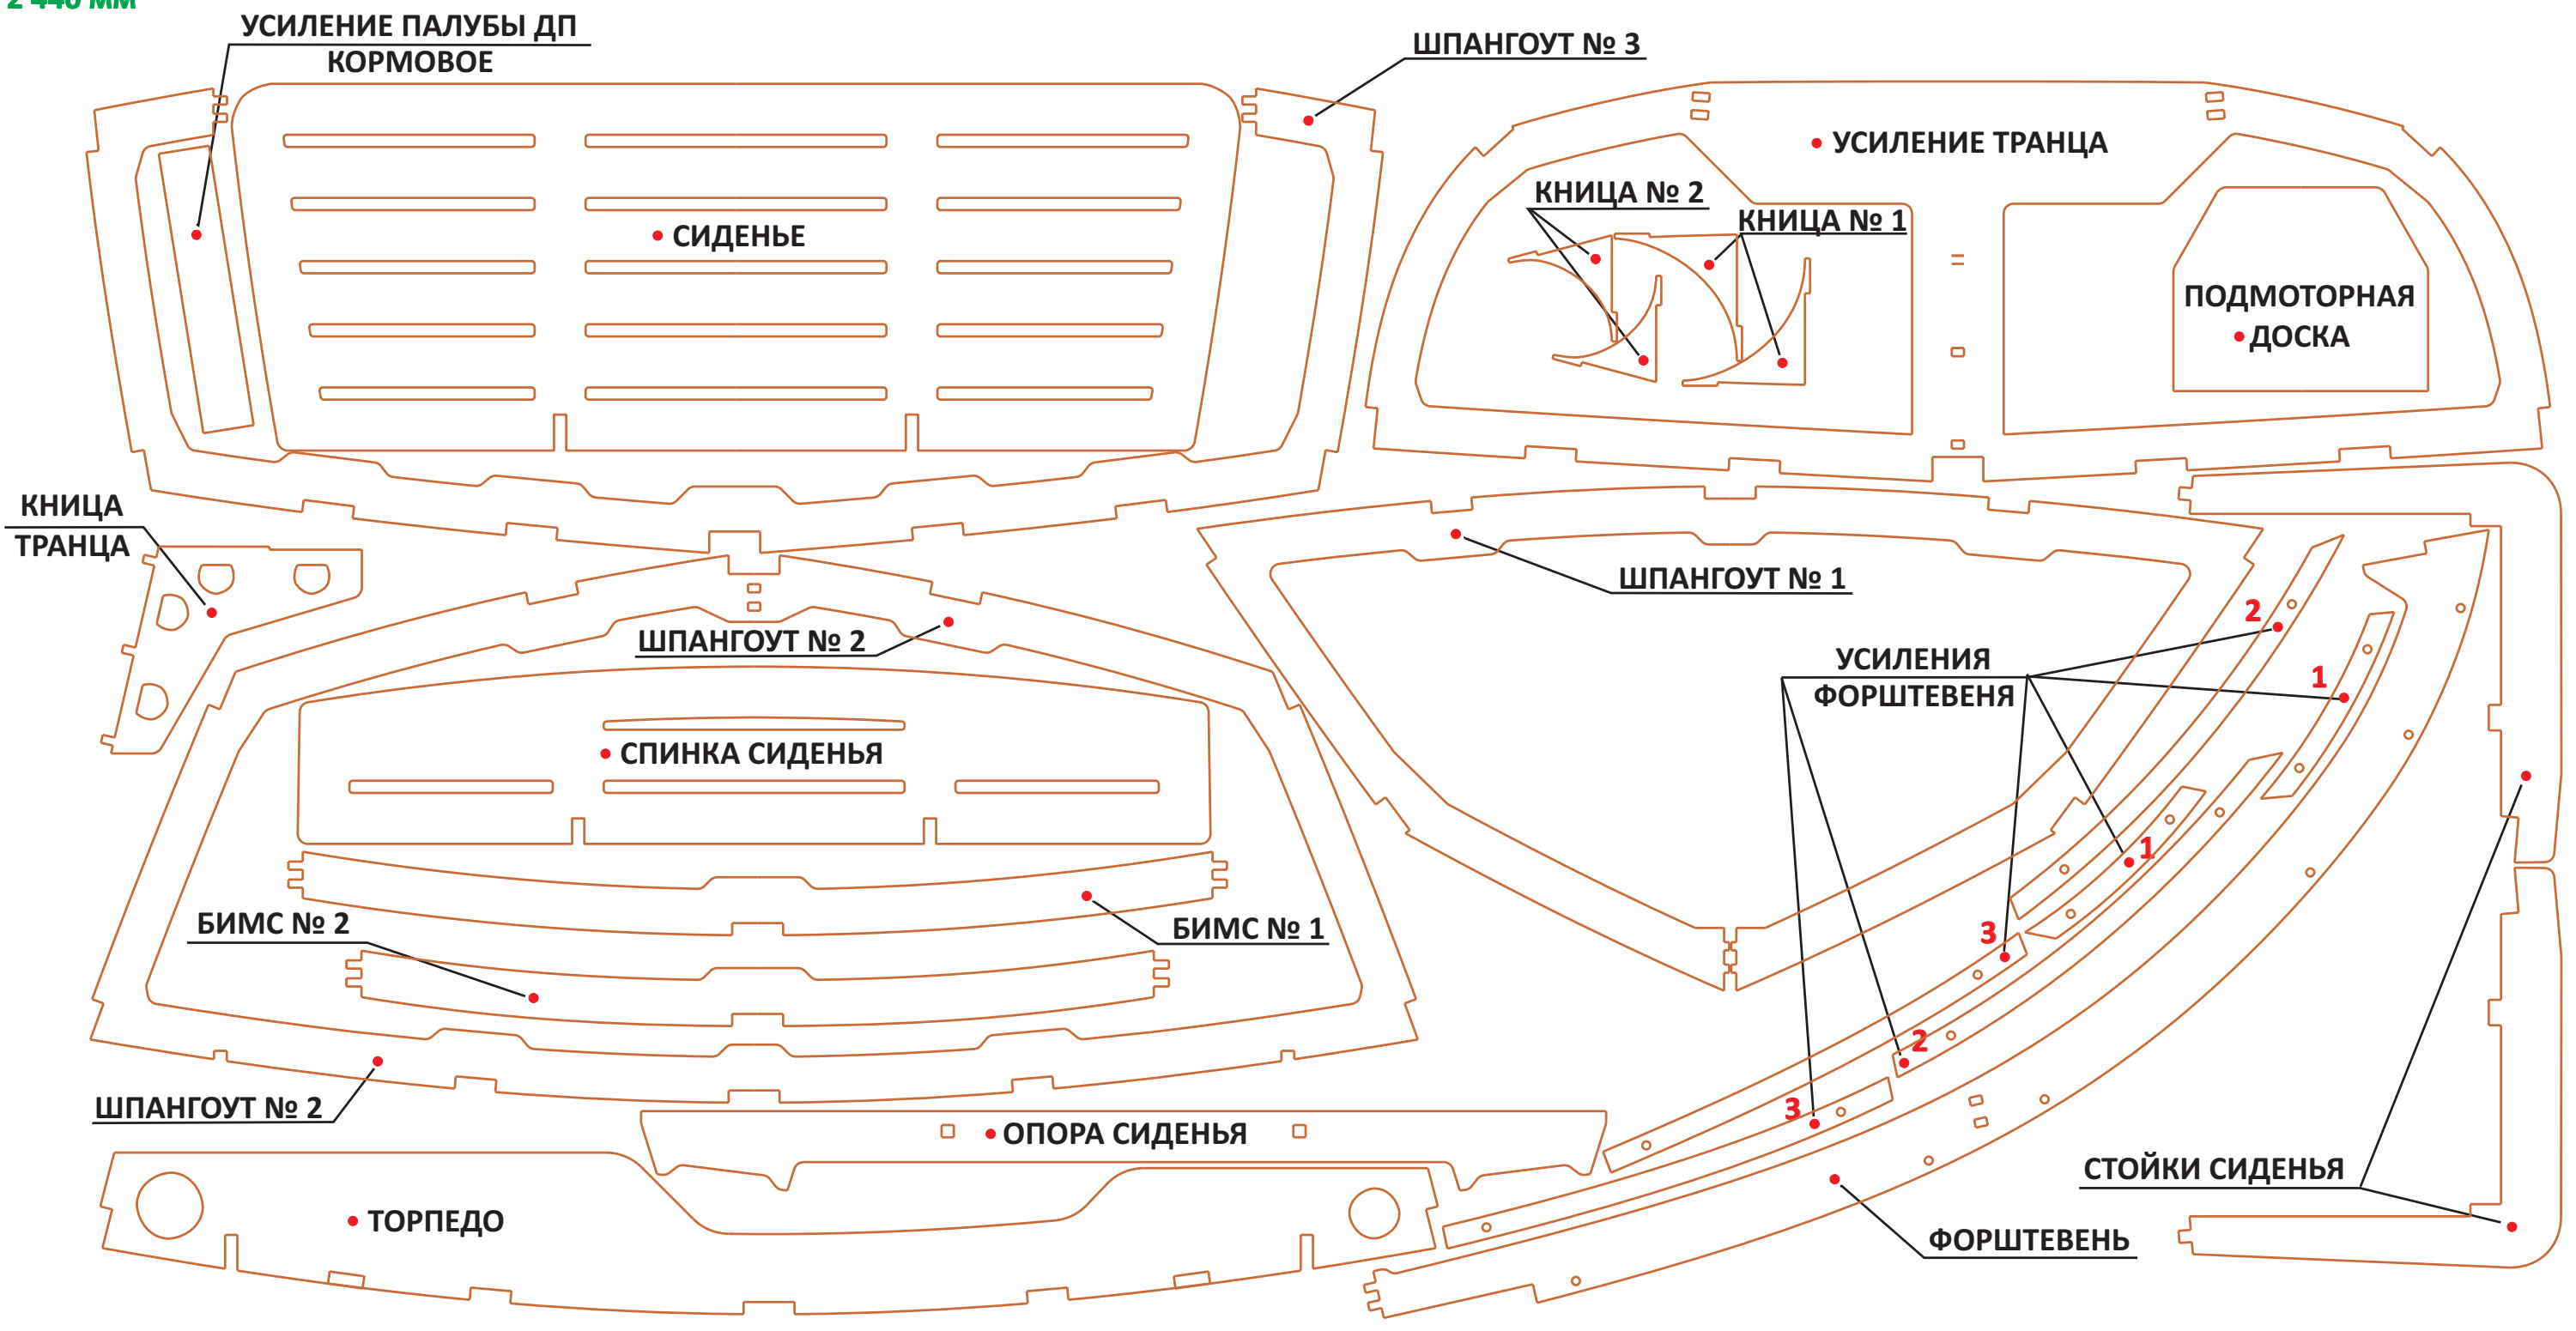 2 440 мм
УСИЛЕНИЕ ПАЛУБЫ ДП
КОРМОВОЕ
ШПАНГОУТ № 3
УСИЛЕНИЕ ТРАНЦА
КНИЦА № 2
КНИЦА № 1
СИДЕНЬЕ
ПОДМОТОРНАЯ
ДОСКА
КНИЦА
ТРАНЦА
ШПАНГОУТ № 1
ШПАНГОУТ № 2
2
УСИЛЕНИЯ
ФОРШТЕВЕНЯ
1
СПИНКА СИДЕНЬЯ
1
БИМС № 2
БИМС № 1
3
2
ШПАНГОУТ № 2
3
ОПОРА СИДЕНЬЯ
СТОЙКИ СИДЕНЬЯ
ТОРПЕДО
ФОРШТЕВЕНЬ